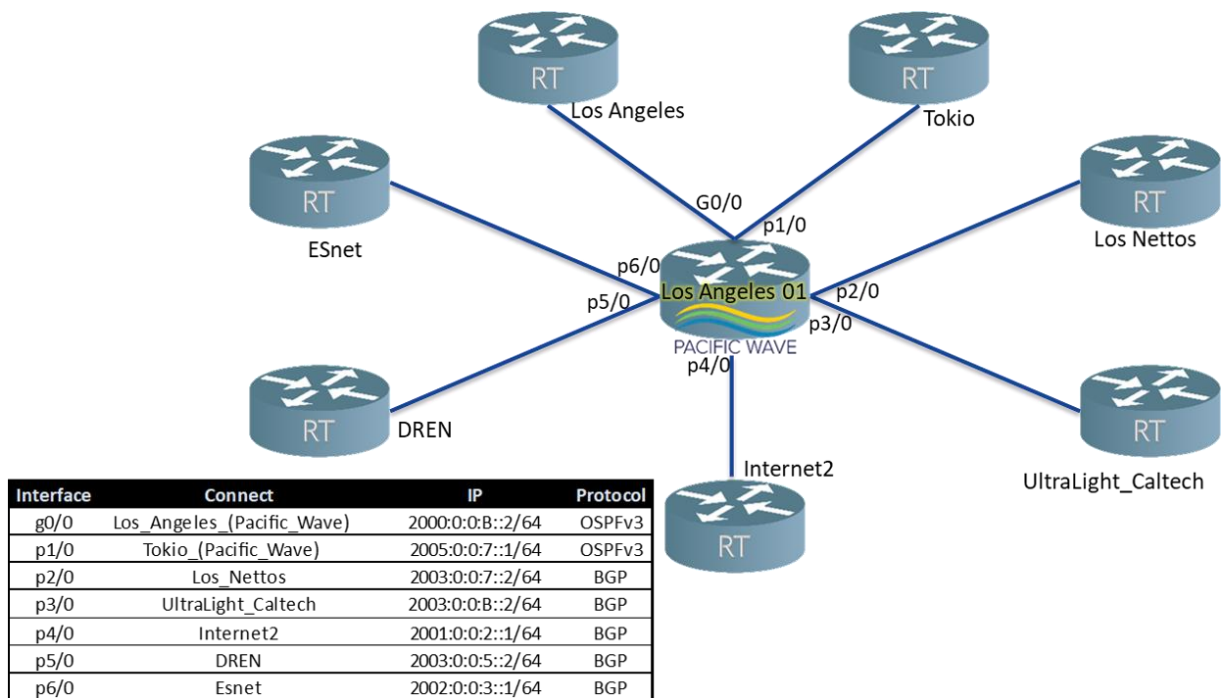 RT
RT
Los Angeles
Tokio
RT
RT
G0/0
p1/0
Los Nettos
ESnet
p6/0
Los Angeles 01
p2/0
p5/0
p3/0
PACIFIC WAVE
p4/0
RT
DREN
RT
Internet2
UltraLight_Caltech
RT
Interface Connect IP Protocol
g0/0 Los_Angeles_(Pacific_Wave) 2000:0:0:B::2/64 OSPFv3
p1/0 Tokio_(Pacific_Wave) 2005:0:0:7::1/64 OSPFv3
p2/0 Los_Nettos 2003:0:0:7::2/64 BGP
p3/0 UltraLight_Caltech 2003:0:0:B::2/64 BGP
p4/0 Internet2 2001:0:0:2::1/64 BGP
p5/0 DREN 2003:0:0:5::2/64 BGP
p6/0 Esnet 2002:0:0:3::1/64 BGP